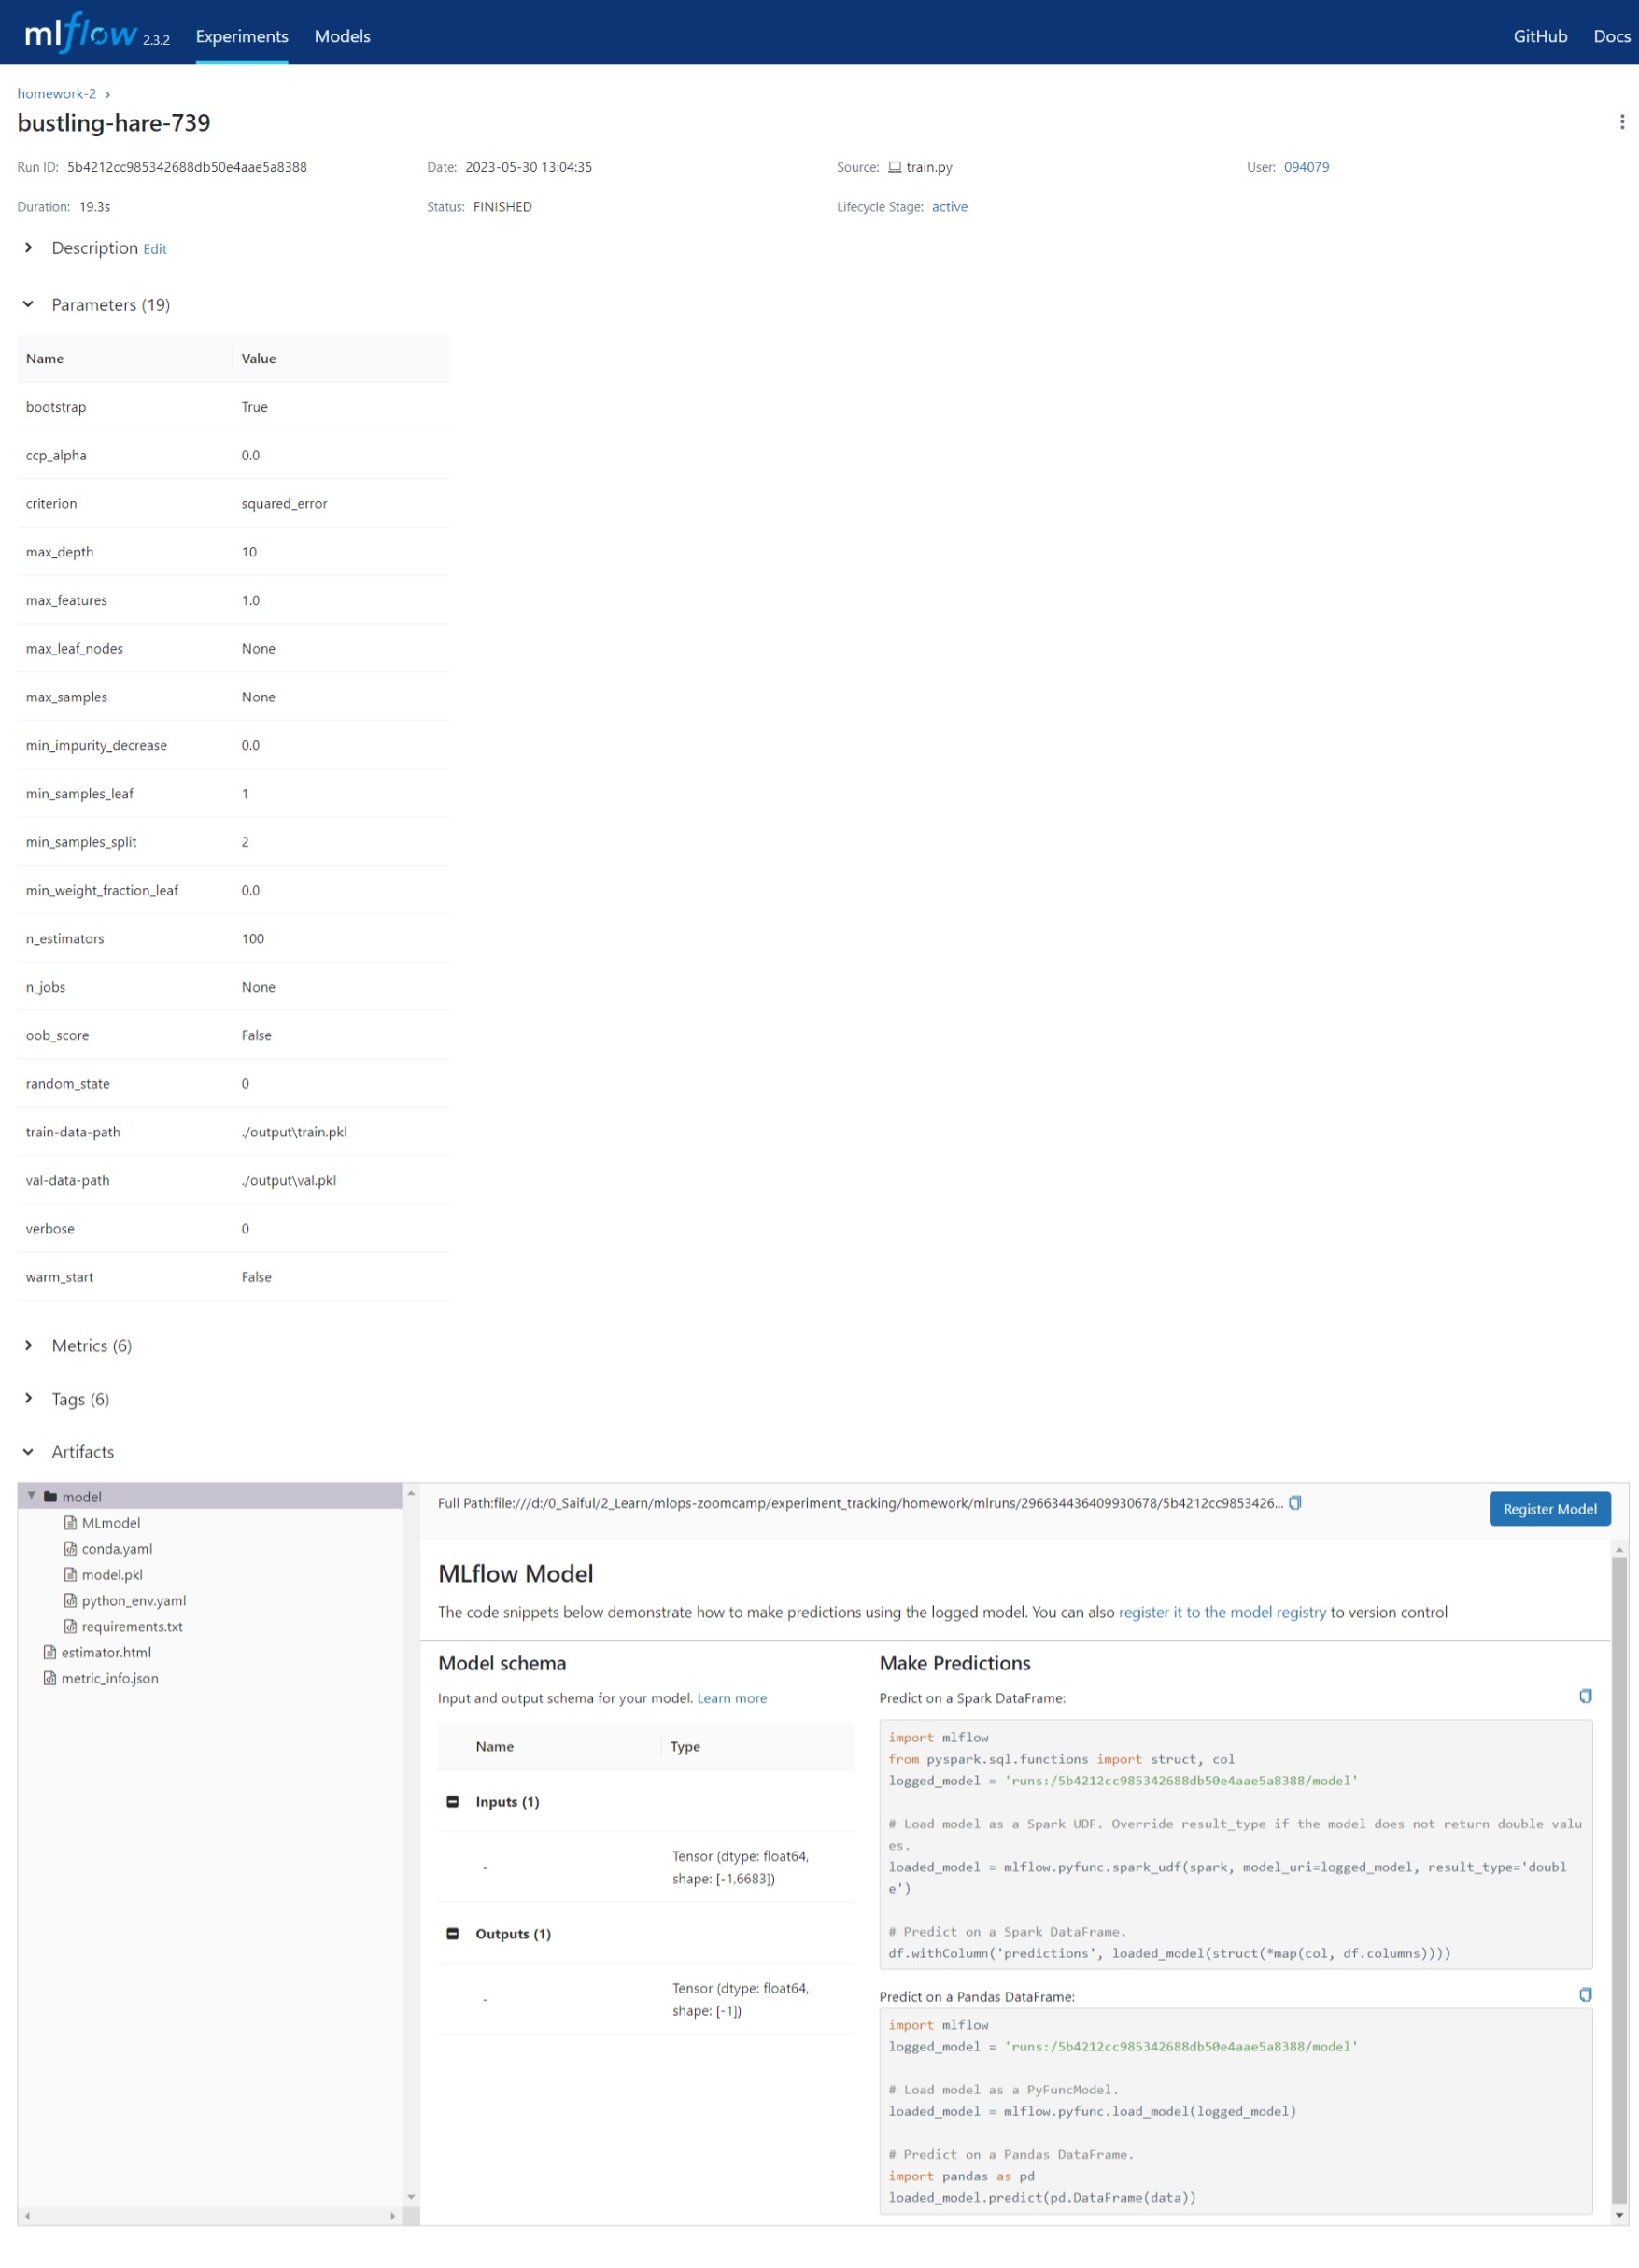 mlflow 2.3.2 Experiments Models GitHub Docs
homework-2 ›
bustling-hare-739
Run ID: 5b4212cc985342688db50e4aae5a8388 Date: 2023-05-30 13:04:35 Source: train.py User: 094079
Duration: 19.3s Status: FINISHED Lifecycle Stage: active
Description Edit
Parameters (19)
Name Value
bootstrap True
ccp_alpha 0.0
criterion squared_error
max_depth 10
max_features 1.0
max_leaf_nodes None
max_samples None
min_impurity_decrease 0.0
min_samples_leaf 1
min_samples_split 2
min_weight_fraction_leaf 0.0
n_estimators 100
n_jobs None
oob_score False
random_state 0
train-data-path ./output\train.pkl
val-data-path ./output\val.pkl
verbose 0
warm_start False
Metrics (6)
Tags (6)
Artifacts
model
MLmodel
conda.yaml
model.pkl
python_env.yaml
requirements.txt
estimator.html
metric_info.json
Full Path:file:///d:/0_Saiful/2_Learn/mlops-zoomcamp/experiment_tracking/homework/mlruns/296634436409930678/5b4212cc9853426...
Register Model
MLflow Model
The code snippets below demonstrate how to make predictions using the logged model. You can also register it to the model registry to version control
Model schema
Input and output schema for your model. Learn more
Name Type
Inputs (1)
- Tensor (dtype: float64,
shape: [-1,6683])
Outputs (1)
- Tensor (dtype: float64,
shape: [-1])
Make Predictions
Predict on a Spark DataFrame:
import mlflow
from pyspark.sql.functions import struct, col
logged_model = 'runs:/5b4212cc985342688db50e4aae5a8388/model'
# Load model as a Spark UDF. Override result_type if the model does not return double valu
es.
loaded_model = mlflow.pyfunc.spark_udf(spark, model_uri=logged_model, result_type='doubl
e')
# Predict on a Spark DataFrame.
df.withColumn('predictions', loaded_model(struct(*map(col, df.columns))))
Predict on a Pandas DataFrame:
import mlflow
logged_model = 'runs:/5b4212cc985342688db50e4aae5a8388/model'
# Load model as a PyFuncModel.
loaded_model = mlflow.pyfunc.load_model(logged_model)
# Predict on a Pandas DataFrame.
import pandas as pd
loaded_model.predict(pd.DataFrame(data))